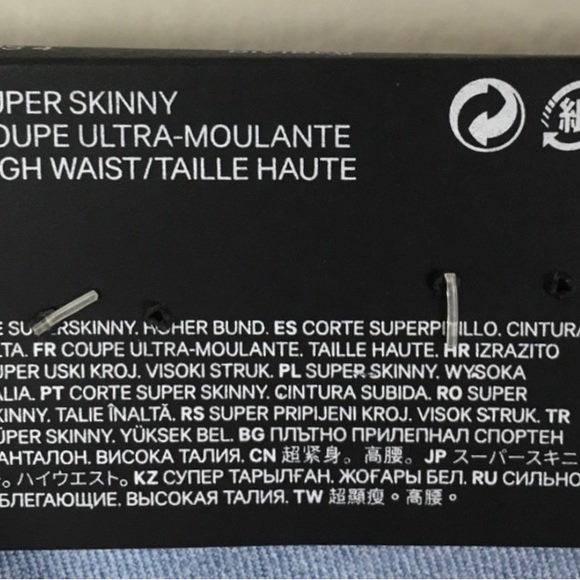 UPER SKINNY
OUPE ULTRA-MOULANTE
GH WAIST/TAILLE HAUTE
E SUPERSKINNY. HOHER BUND. ES CORTE SUPERPITILLO. CINTURA
LTA. FR COUPE ULTRA-MOULANTE. TAILLE HAUTE. HR IZRAZITO
UPER USKI KROJ. VISOKI STRUK. PL SUPER SKINNY. WYSOKA
ALIA. PT CORTE SUPER SKINNY. CINTURA SUBIDA. RO SUPER
KINNY. TALIE ÎNALTĂ. RS SUPER PRIPIJENI KROJ. VISOK STRUK. TR
ÜPER SKINNY. YÜKSEK BEL. BG ПЛЪТНО ПРИЛЕПНАЛ СПОРТЕН
АНТАЛОН. ВИСОКА ТАЛИЯ. CN 超紧身。高腰。 JP スーパースキニ
ー。ハイウエスト。 KZ СУПЕР ТАРЫЛҒАН. ЖОҒАРЫ БЕЛ. RU СИЛЬНО
БЛЕГАЮЩИЕ. ВЫСОКАЯ ТАЛИЯ. TW 超顯瘦。高腰。